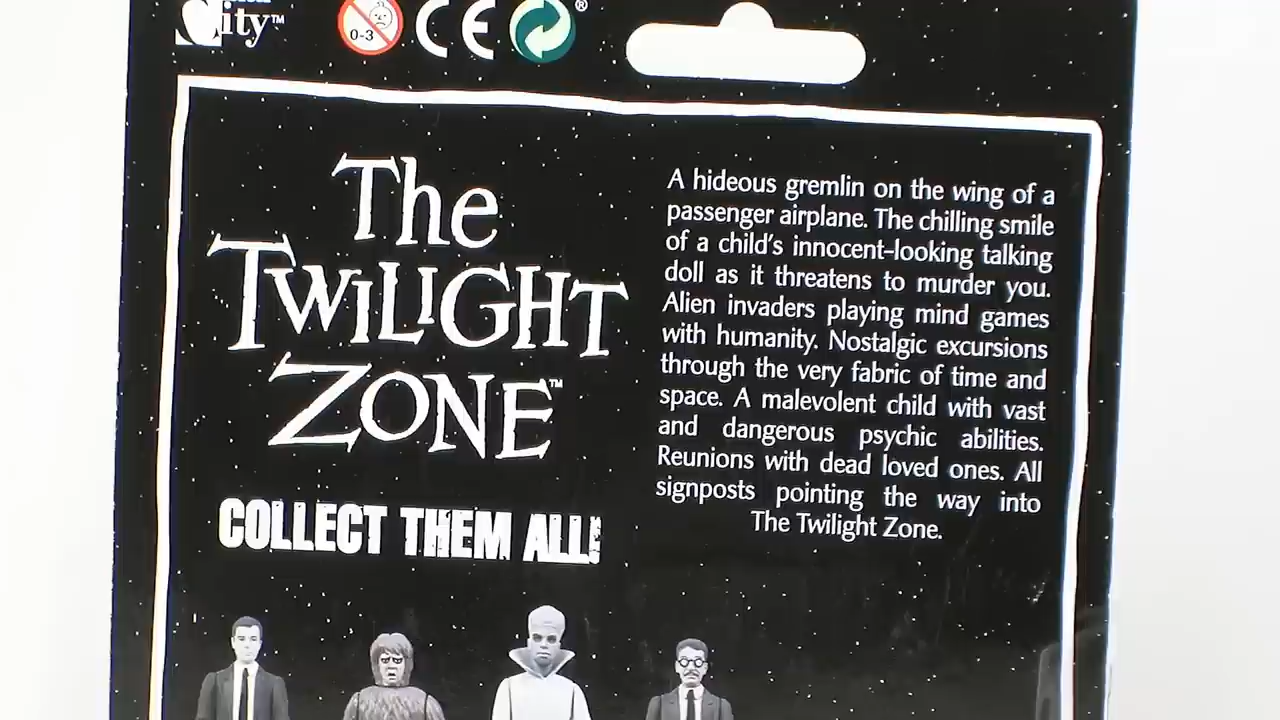 ity™
0-3
CE
®
The
TWILIGHT
ZONE™
COLLECT THEM ALL!
A hideous gremlin on the wing of a
passenger airplane. The chilling smile
of a child's innocent-looking talking
doll as it threatens to murder you.
Alien invaders playing mind games
with humanity. Nostalgic excursions
through the very fabric of time and
space. A malevolent child with vast
and dangerous psychic abilities.
Reunions with dead loved ones. All
signposts pointing the way into
The Twilight Zone.